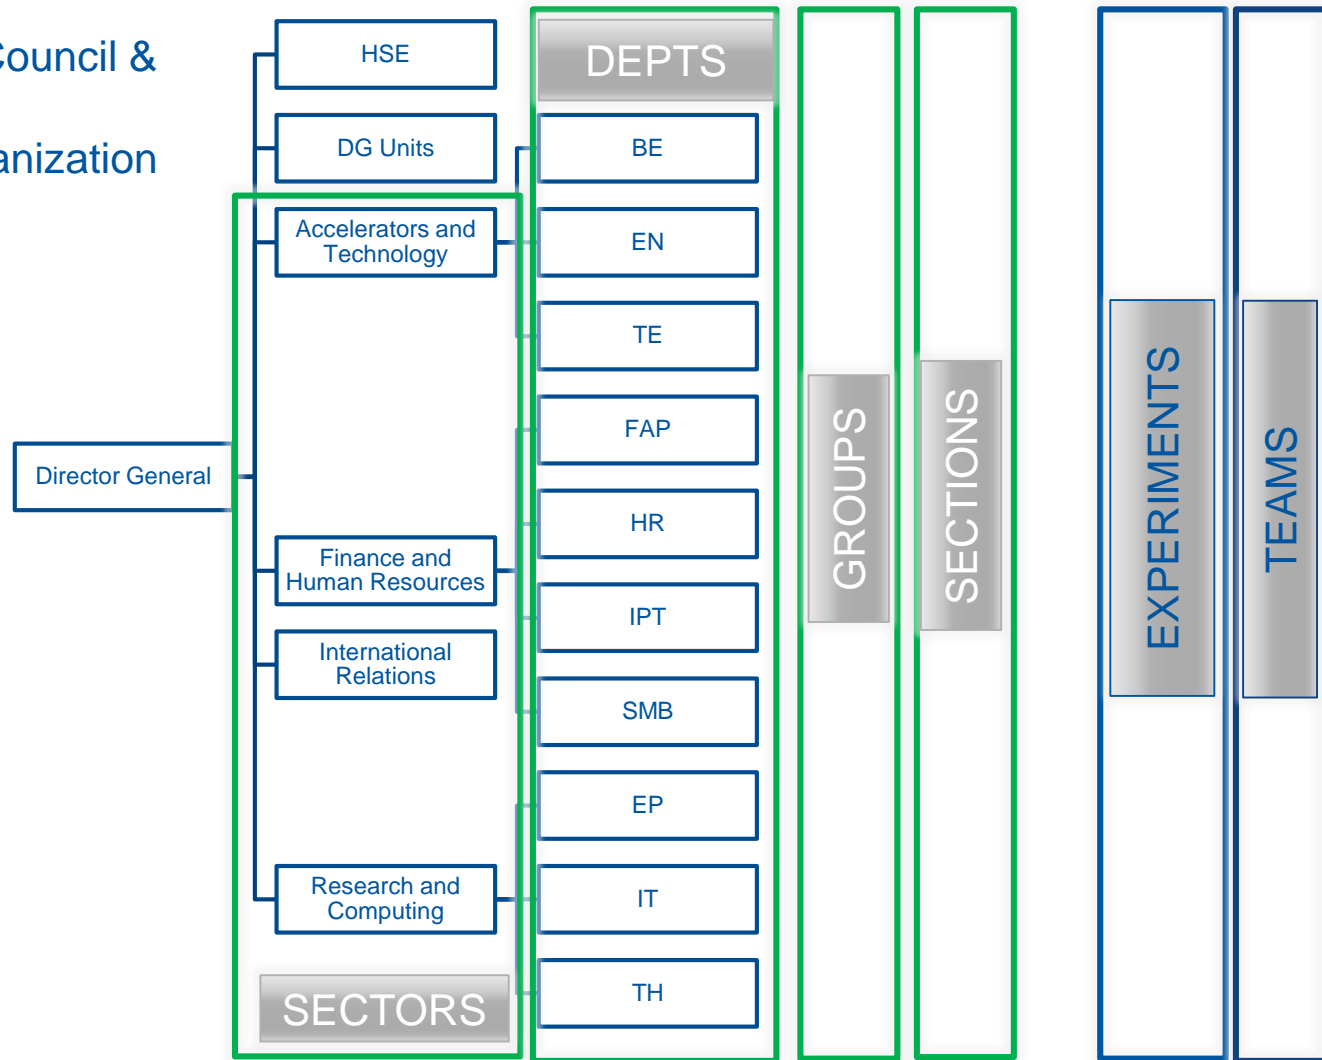 Council &
anization
HSE
DG Units
Accelerators and
Technology
Director General
Finance and
Human Resources
International
Relations
Research and
Computing
SECTORS
DEPTS
BE
EN
TE
FAP
HR
IPT
SMB
EP
IT
TH
GROUPS
SECTIONS
EXPERIMENTS
TEAMS